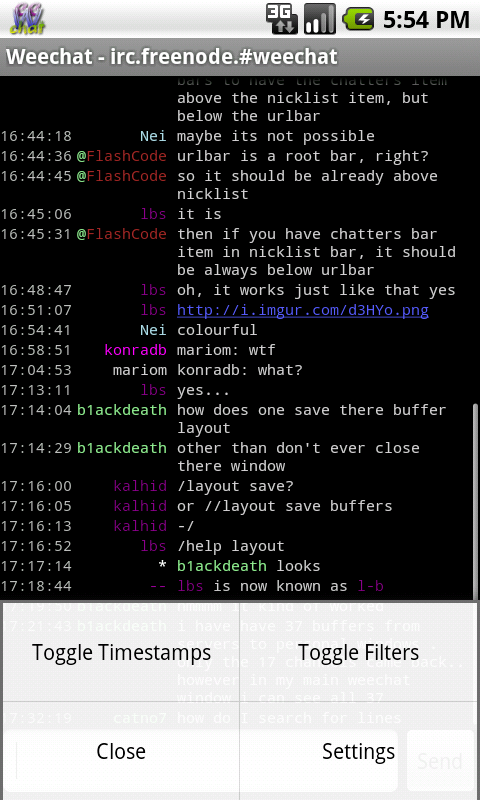 chat
3G
5:54 PM
Weechat - irc.freenode.#weechat
bars to have the chatters item
above the nicklist item, but
below the urlbar
16:44:18 Nei maybe its not possible
16:44:36 @FlashCode urlbar is a root bar, right?
16:44:45 @FlashCode so it should be already above
nicklist
16:45:06 lbs it is
16:45:31 @FlashCode then if you have chatters bar
item in nicklist bar, it should
be always below urlbar
16:48:47 lbs oh, it works just like that yes
16:51:07 lbs http://i.imgur.com/d3HYo.png
16:54:41 Nei colourful
16:58:51 konradb mariom: wtf
17:04:53 mariom konradb: what?
17:13:11 lbs yes...
17:14:04 b1ackdeath how does one save there buffer
layout
17:14:29 b1ackdeath other than don't ever close
there window
17:16:00 kalhid /layout save?
17:16:05 kalhid or //layout save buffers
17:16:13 kalhid -/
17:16:52 lbs /help layout
17:17:14 * b1ackdeath looks
17:18:44 -- lbs is now known as l-b
17:19:50 b1ackdeath hmmmm it kind of worked
17:21:43 b1ackdeath i have have 37 buffers from
servers to
only the 17 come back..
however in my main weechat
window i can see all 37
17:32:19 catno? how do I search for lines
Toggle Timestamps Toggle Filters
Close Settings
Send